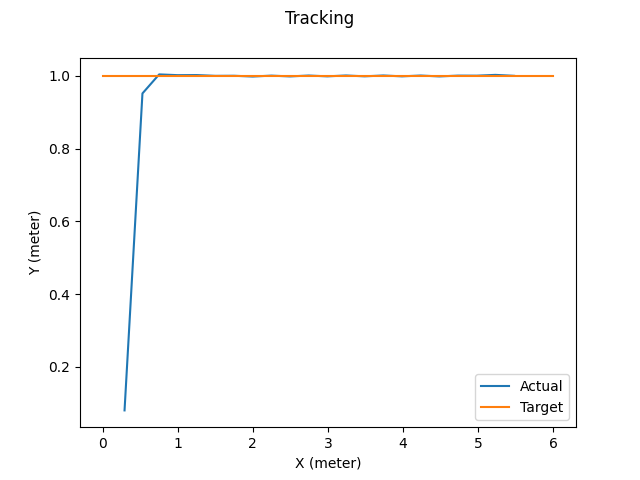 Tracking
1.0
0.8
0.6
0.4
0.2
Y (meter)
0 1 2 3 4 5 6
X (meter)
Actual
Target